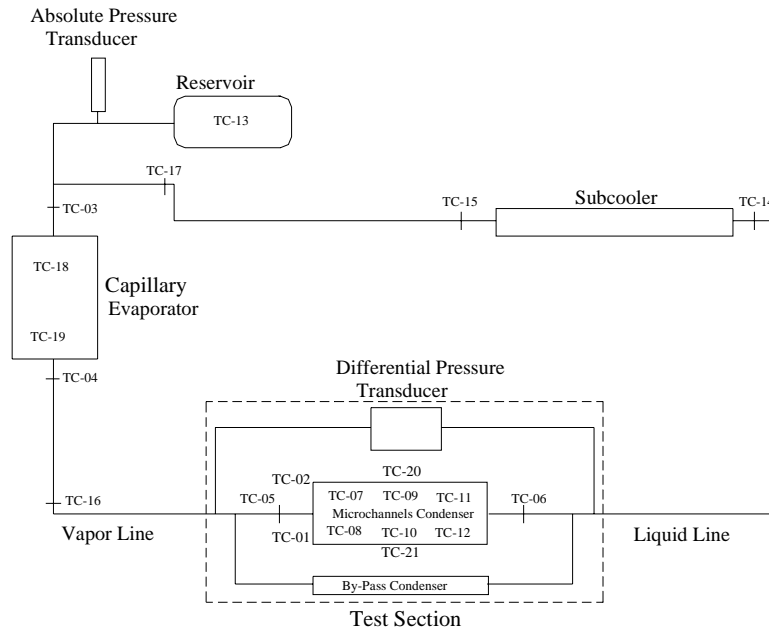 Absolute Pressure
Transducer
Reservoir
TC-13
TC-17
TC-03
TC-15
Subcooler
TC-14
TC-18
Capillary
Evaporator
TC-19
TC-04
Differential Pressure
Transducer
TC-16
TC-02
TC-20
TC-05
TC-07 TC-09 TC-11
TC-06
Microchannels Condenser
TC-08 TC-10 TC-12
TC-01
TC-21
Vapor Line
Liquid Line
By-Pass Condenser
Test Section